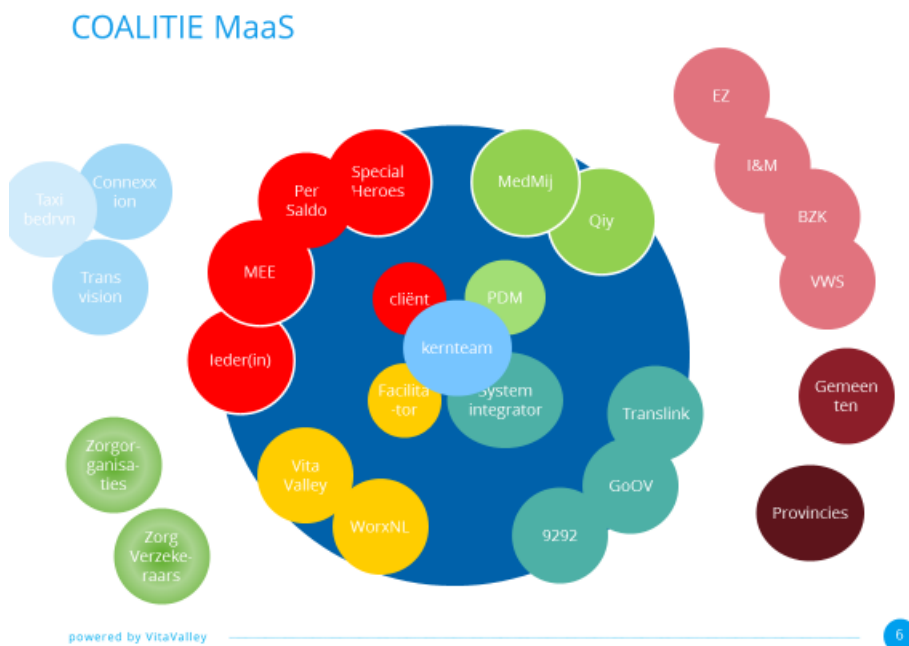 COALITIE MaaS
Taxi
bedrvn
Connexx
ion
Trans
vision
Zorgor-
ganisa-
ties
Zorg
Verzeke-
raars
Special
Heroes
Per
Saldo
MEE
Ieder(in)
MedMij
Qiy
cliënt
PDM
kernteam
Facilita
-tor
System
integrator
Vita
Valley
WorxNL
Translink
GoOV
9292
EZ
I&M
BZK
VWS
Gemeen
ten
Provincies
powered by VitaValley
6